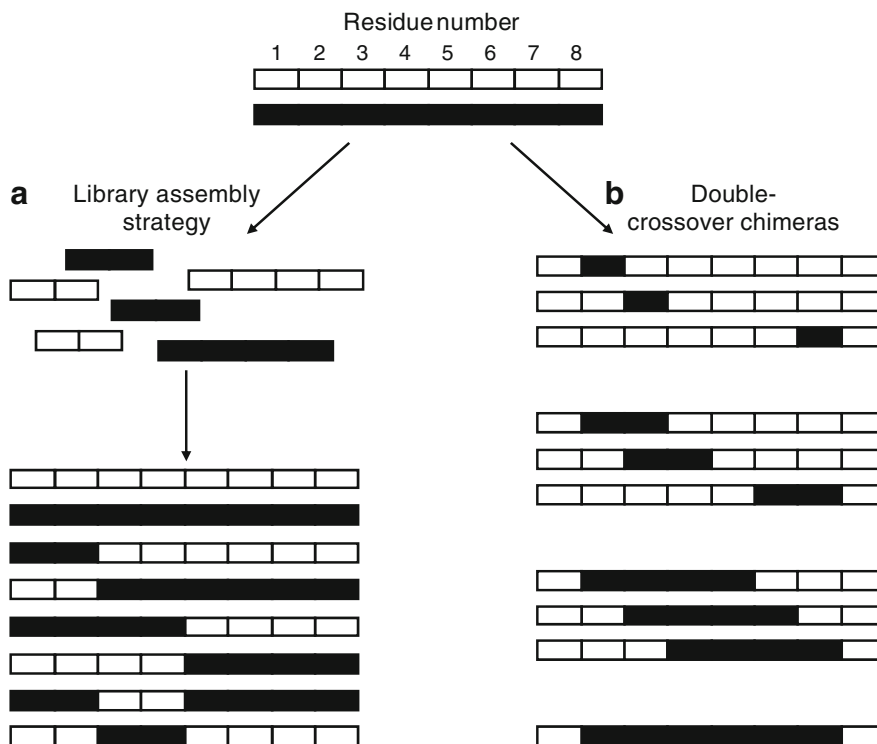 Residue number
1 2 3 4 5 6 7 8
a Library assembly
strategy
b Double-
crossover chimeras